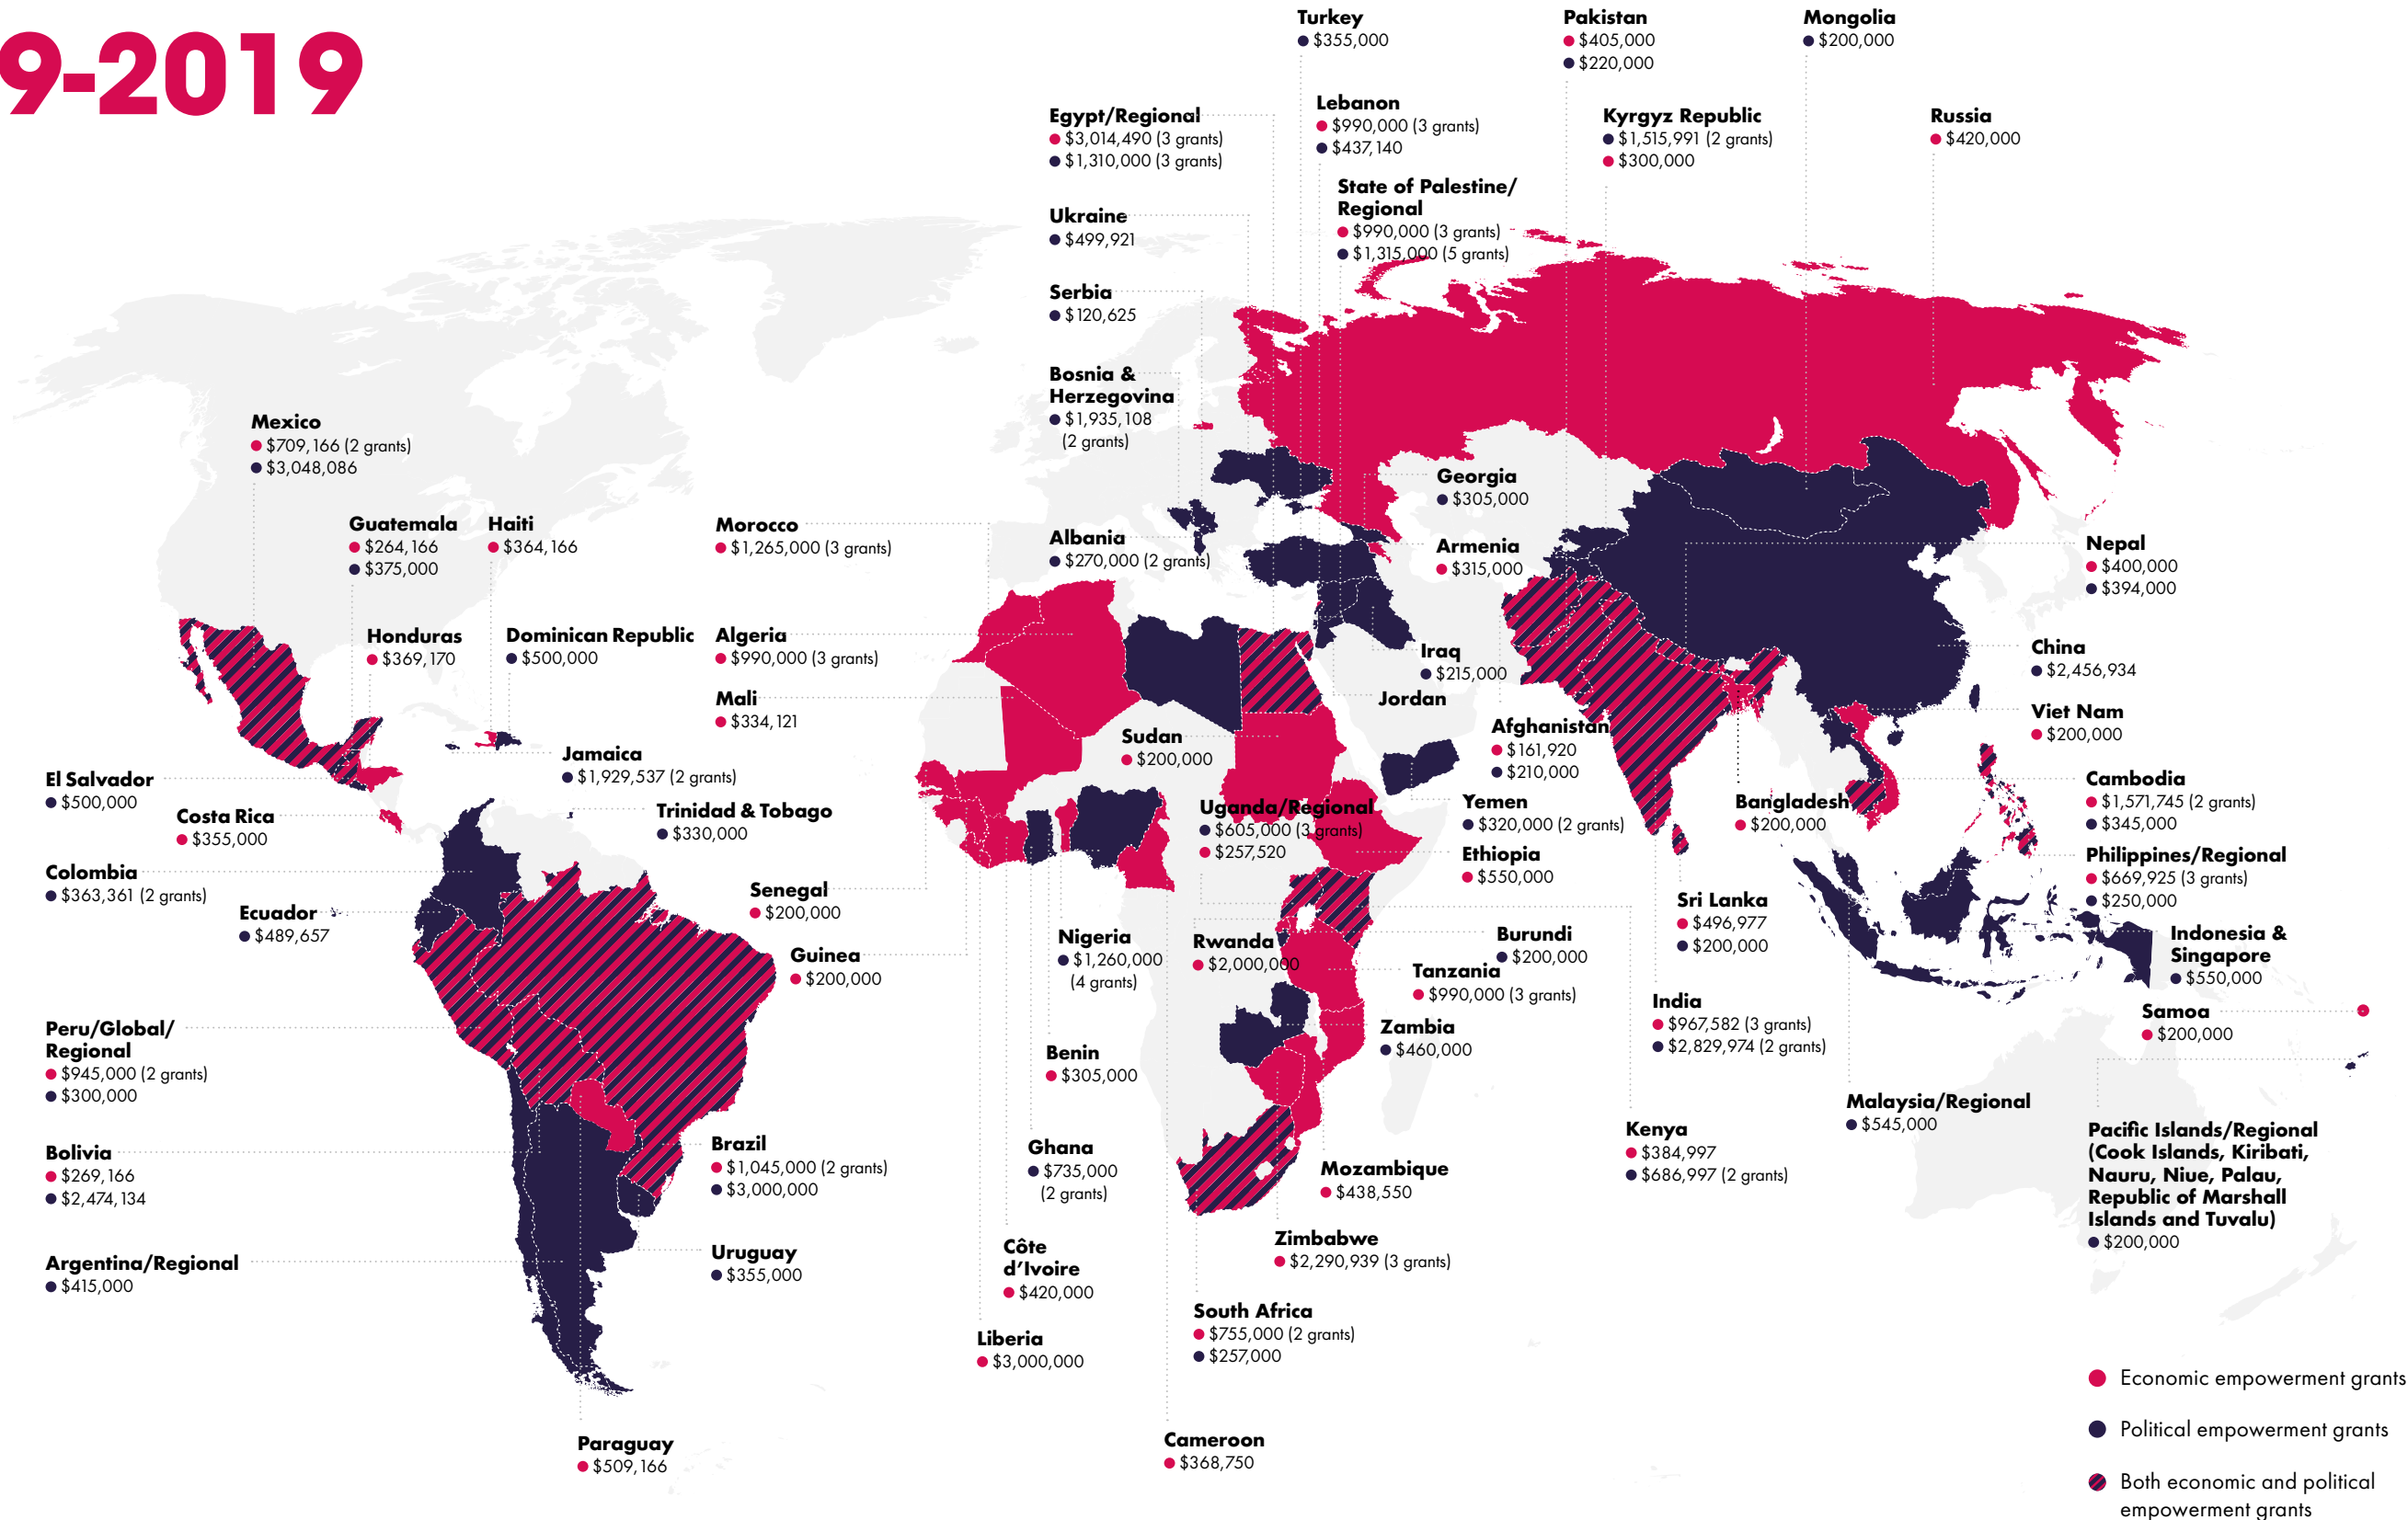 9-2019
Turkey
$355,000
Pakistan
$405,000
$220,000
Mongolia
$200,000
Egypt/Regional
$3,014,490 (3 grants)
$1,310,000 (3 grants)
Lebanon
$990,000 (3 grants)
$437,140
Kyrgyz Republic
$1,515,991 (2 grants)
$300,000
Russia
$420,000
State of Palestine/
Regional
$990,000 (3 grants)
$1,315,000 (5 grants)
Ukraine
$499,921
Serbia
$120,625
Bosnia &
Herzegovina
$1,935,108
(2 grants)
Mexico
$709,166 (2 grants)
$3,048,086
Georgia
$305,000
Guatemala
$264,166
$375,000
Haiti
$364,166
Morocco
$1,265,000 (3 grants)
Albania
$270,000 (2 grants)
Armenia
$315,000
Nepal
$400,000
$394,000
Honduras
$369,170
Dominican Republic
$500,000
Algeria
$990,000 (3 grants)
Iraq
$215,000
China
$2,456,934
Mali
$334,121
Jordan
Viet Nam
$200,000
Sudan
$200,000
Afghanistan
$161,920
$210,000
Jamaica
$1,929,537 (2 grants)
El Salvador
$500,000
Cambodia
$1,571,745 (2 grants)
$345,000
Costa Rica
$355,000
Trinidad & Tobago
$330,000
Uganda/Regional
$605,000 (3 grants)
$257,520
Yemen
$320,000 (2 grants)
Bangladesh
$200,000
Colombia
$363,361 (2 grants)
Ethiopia
$550,000
Philippines/Regional
$669,925 (3 grants)
$250,000
Senegal
$200,000
Ecuador
$489,657
Sri Lanka
$496,977
$200,000
Nigeria
$1,260,000
(4 grants)
Rwanda
$2,000,000
Burundi
$200,000
Indonesia &
Singapore
$550,000
Guinea
$200,000
Tanzania
$990,000 (3 grants)
India
$967,582 (3 grants)
$2,829,974 (2 grants)
Samoa
$200,000
Peru/Global/
Regional
$945,000 (2 grants)
$300,000
Zambia
$460,000
Benin
$305,000
Malaysia/Regional
$545,000
Kenya
$384,997
$686,997 (2 grants)
Pacific Islands/Regional
(Cook Islands, Kiribati,
Nauru, Niue, Palau,
Republic of Marshall
Islands and Tuvalu)
$200,000
Bolivia
$269,166
$2,474,134
Brazil
$1,045,000 (2 grants)
$3,000,000
Ghana
$735,000
(2 grants)
Mozambique
$438,550
Argentina/Regional
$415,000
Uruguay
$355,000
Côte
d'Ivoire
$420,000
Zimbabwe
$2,290,939 (3 grants)
Liberia
$3,000,000
South Africa
$755,000 (2 grants)
$257,000
Paraguay
$509,166
Cameroon
$368,750
Economic empowerment grants
Political empowerment grants
Both economic and political
empowerment grants